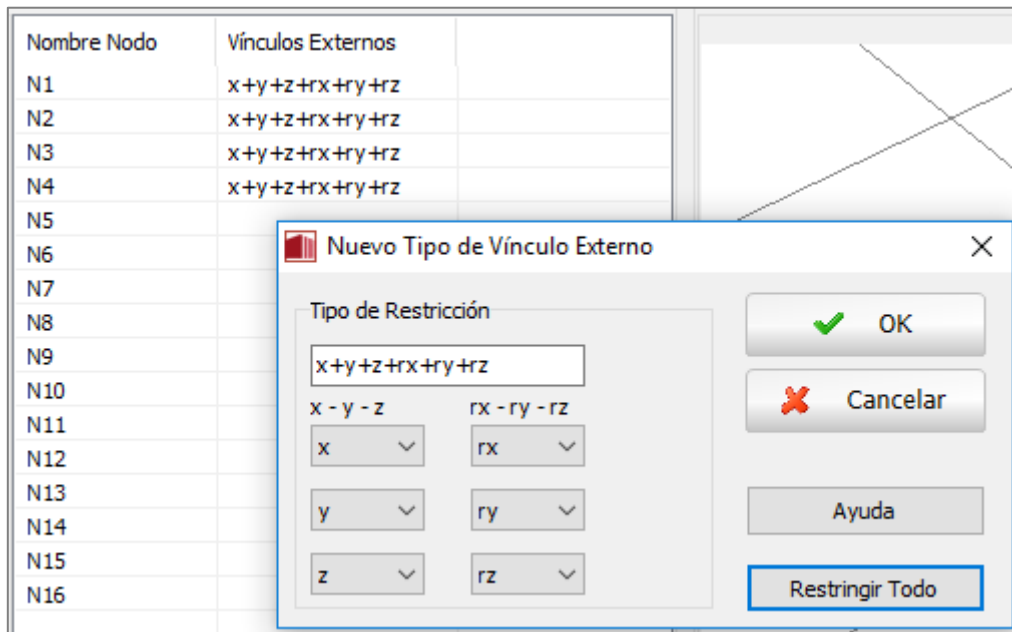 Nombre Nodo Vínculos Externos
N1 x+y+z+rx+ry+rz
N2 x+y+z+rx+ry+rz
N3 x+y+z+rx+ry+rz
N4 x+y+z+rx+ry+rz
N5
N6
N7
N8
N9
N10
N11
N12
N13
N14
N15
N16
Nuevo Tipo de Vínculo Externo
Tipo de Restricción
x+y+z+rx+ry+rz
x - y - z rx - ry - rz
x rx
y ry
z rz
OK
Cancelar
Ayuda
Restringir Todo